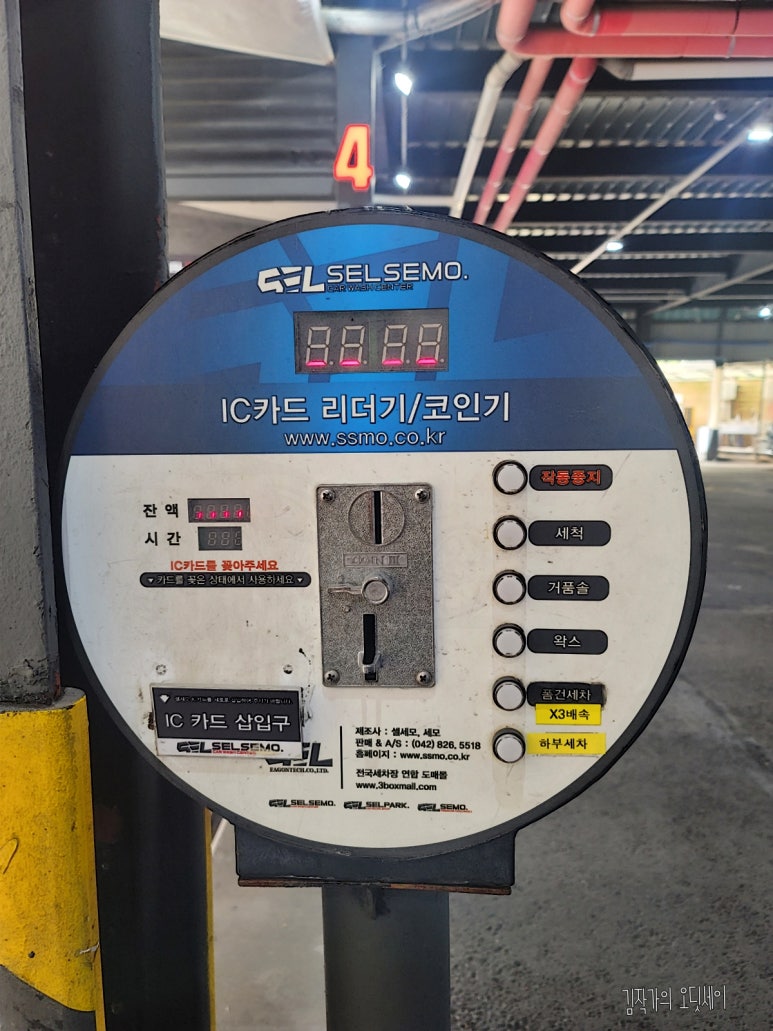 4
SELSEMO.
CAR WASH CENTER
IC카드 리더기/코인기
www.ssmo.co.kr
작동중지
잔 액
세척
시 간
IC카드를 꽂아주세요
▼카드를 꽂은 상태에서 사용하세요▼
거품솔
왁스
폼건세차
X3배속
IC 카드 삽입구
하부세차
SELSEMO.
EAGONTECH.CO.,LTD.
제조사 : 셀세모, 세모
판매 & A/S : (042) 826. 5518
홈페이지 : www.ssmo.co.kr
전국세차장 연합 도매몰
www.3boxmall.com
SELSEMO. SELPARK. SEMO.
김작가의 오딧세이